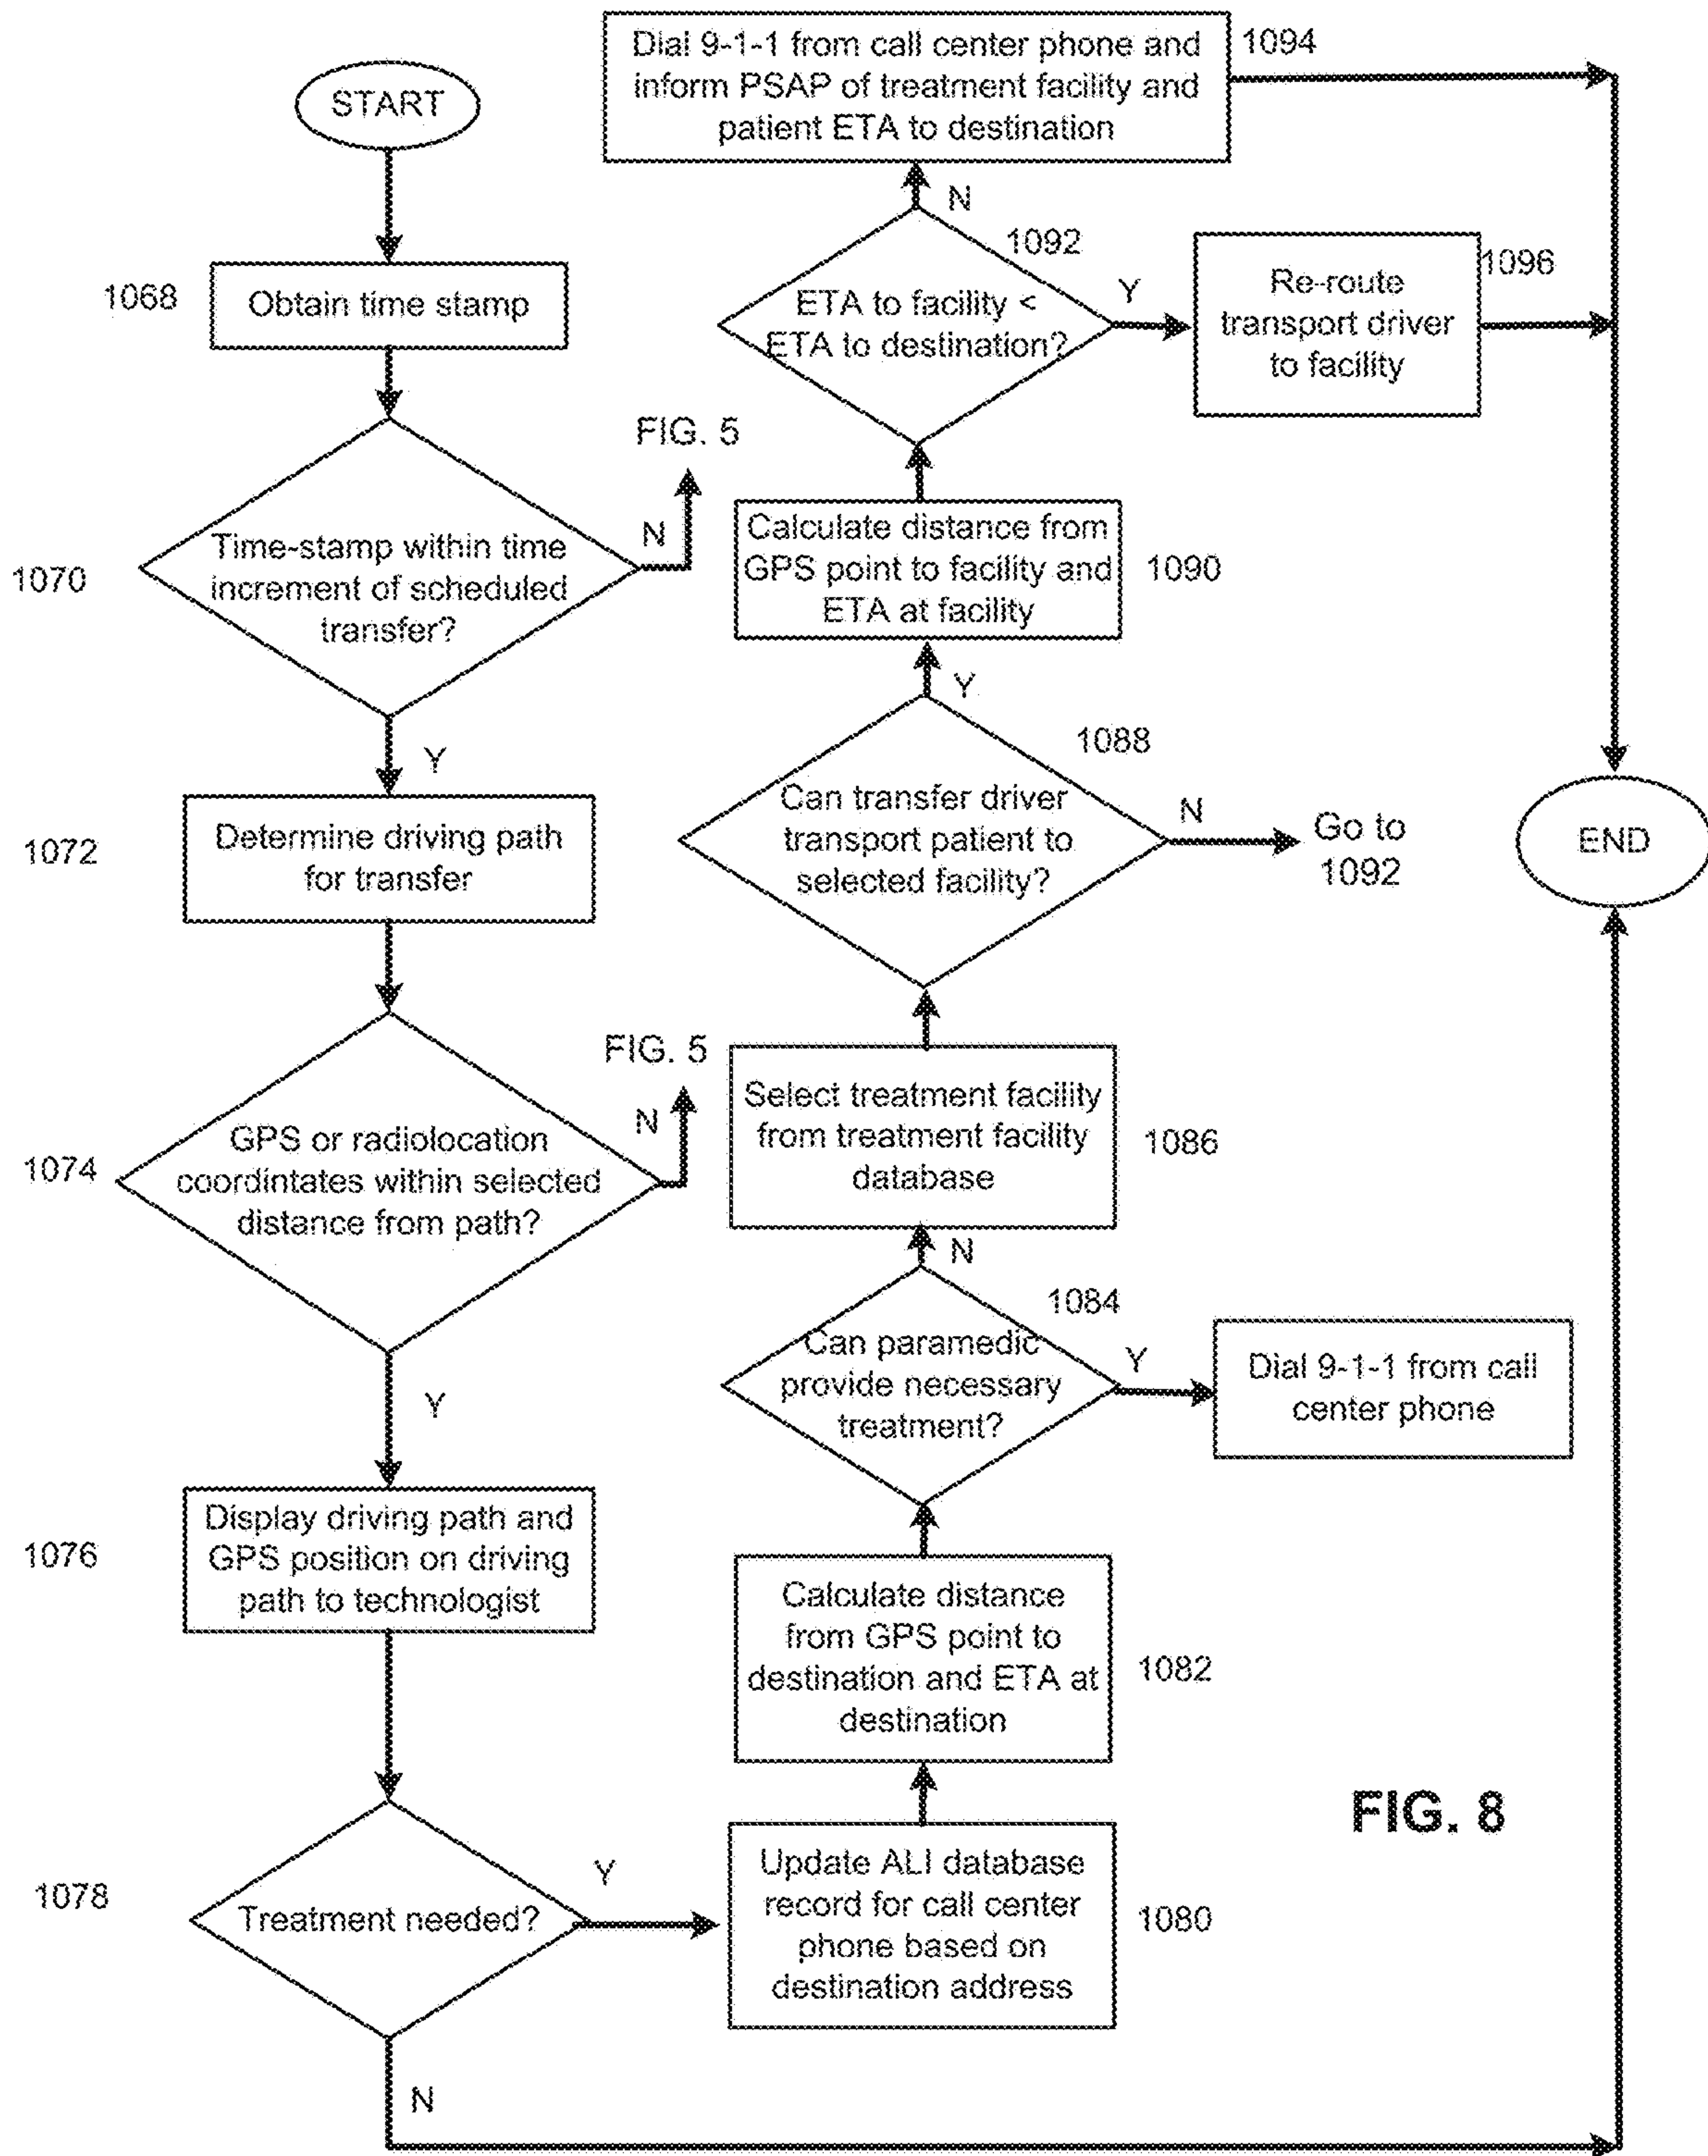 START
1068
Obtain time stamp
1070
Time-stamp within time
increment of scheduled
transfer?
N
FIG. 5
Y
1072
Determine driving path
for transfer
1074
GPS or radiolocation
coordintates within selected
distance from path?
N
FIG. 5
Y
1076
Display driving path and
GPS position on driving
path to technologist
1078
Treatment needed?
Y
N
Update ALI database
record for call center
phone based on
destination address
1080
Calculate distance
from GPS point to
destination and ETA at
destination
1082
1084
Can paramedic
provide necessary
treatment?
Y
Dial 9-1-1 from call
center phone
N
Select treatment facility
from treatment facility
database
1086
1088
Can transfer driver
transport patient to
selected facility?
N
Go to
1092
Y
Calculate distance from
GPS point to facility and
ETA at facility
1090
1092
ETA to facility <
ETA to destination?
Y
Re-route
transport driver
to facility
1096
N
Dial 9-1-1 from call center phone and
inform PSAP of treatment facility and
patient ETA to destination
1094
END
FIG. 8